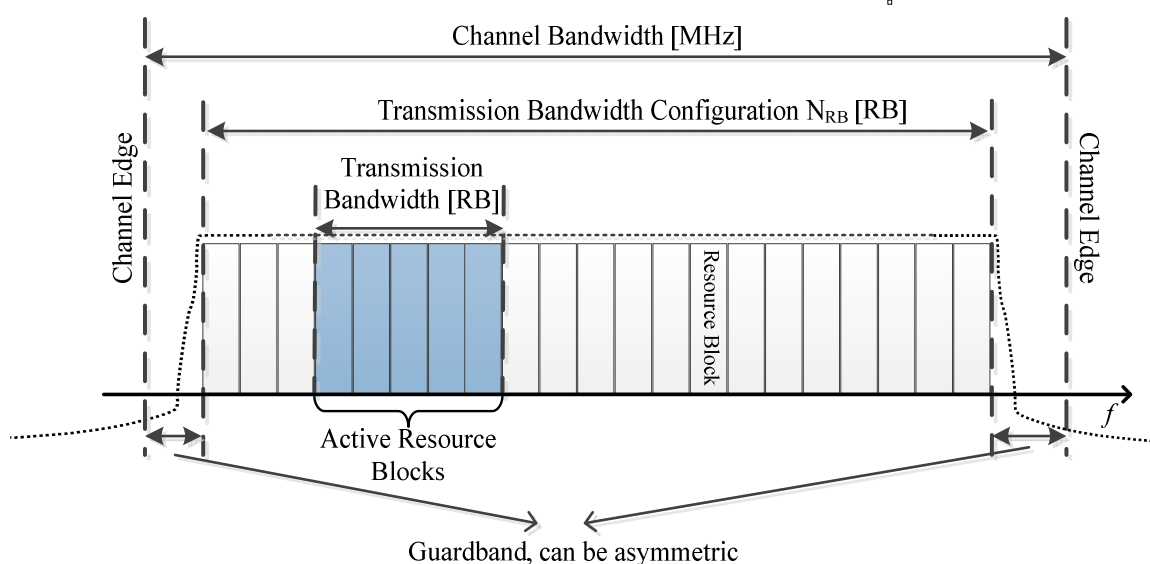 Channel Bandwidth [MHz]
Transmission Bandwidth Configuration NRB [RB]
Channel Edge
Transmission
Bandwidth [RB]
Channel Edge
Resource Block
f
Active Resource
Blocks
Guardband, can be asymmetric